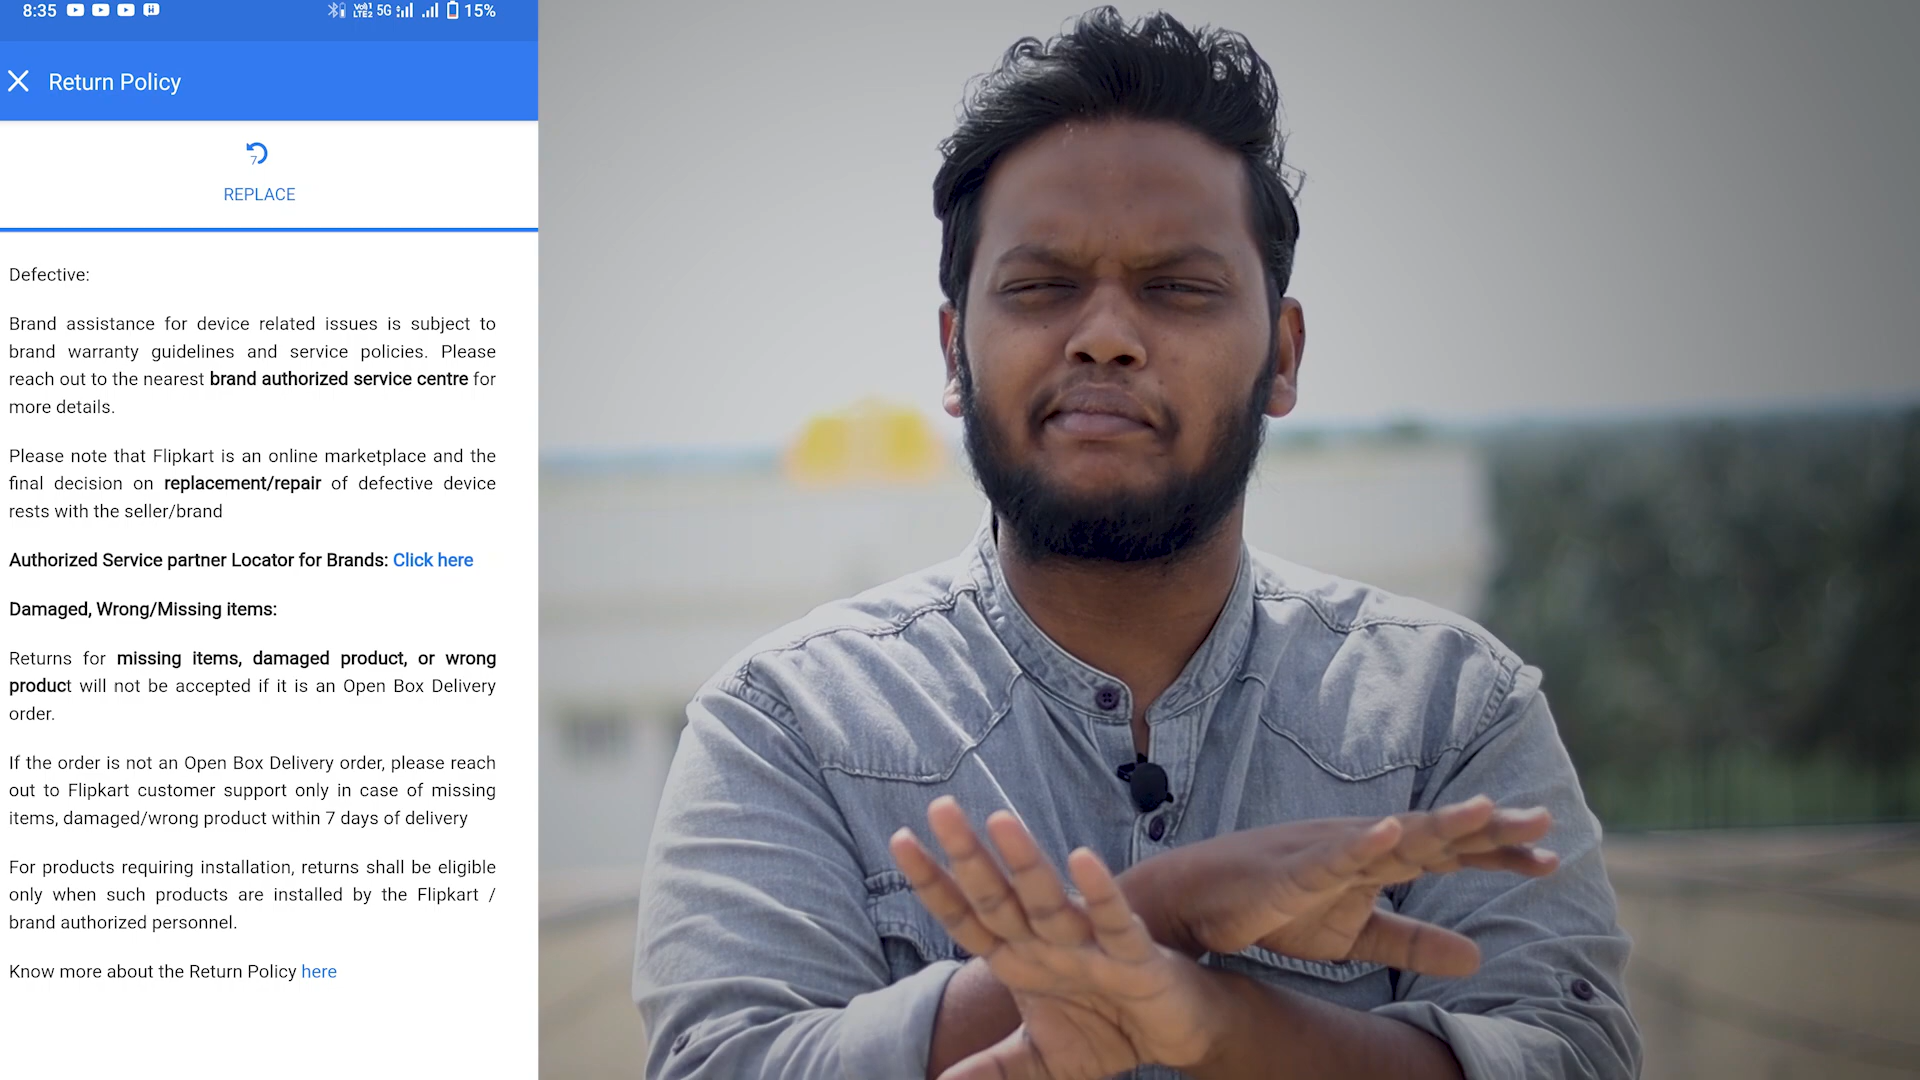 8:35 Vo)) 1 LTE2 5G 15%
Return Policy
7
REPLACE
Defective:
Brand assistance for device related issues is subject to
brand warranty guidelines and service policies. Please
reach out to the nearest brand authorized service centre for
more details.
Please note that Flipkart is an online marketplace and the
final decision on replacement/repair of defective device
rests with the seller/brand
Authorized Service partner Locator for Brands: Click here
Damaged, Wrong/Missing items:
Returns for missing items, damaged product, or wrong
product will not be accepted if it is an Open Box Delivery
order.
If the order is not an Open Box Delivery order, please reach
out to Flipkart customer support only in case of missing
items, damaged/wrong product within 7 days of delivery
For products requiring installation, returns shall be eligible
only when such products are installed by the Flipkart /
brand authorized personnel.
Know more about the Return Policy here